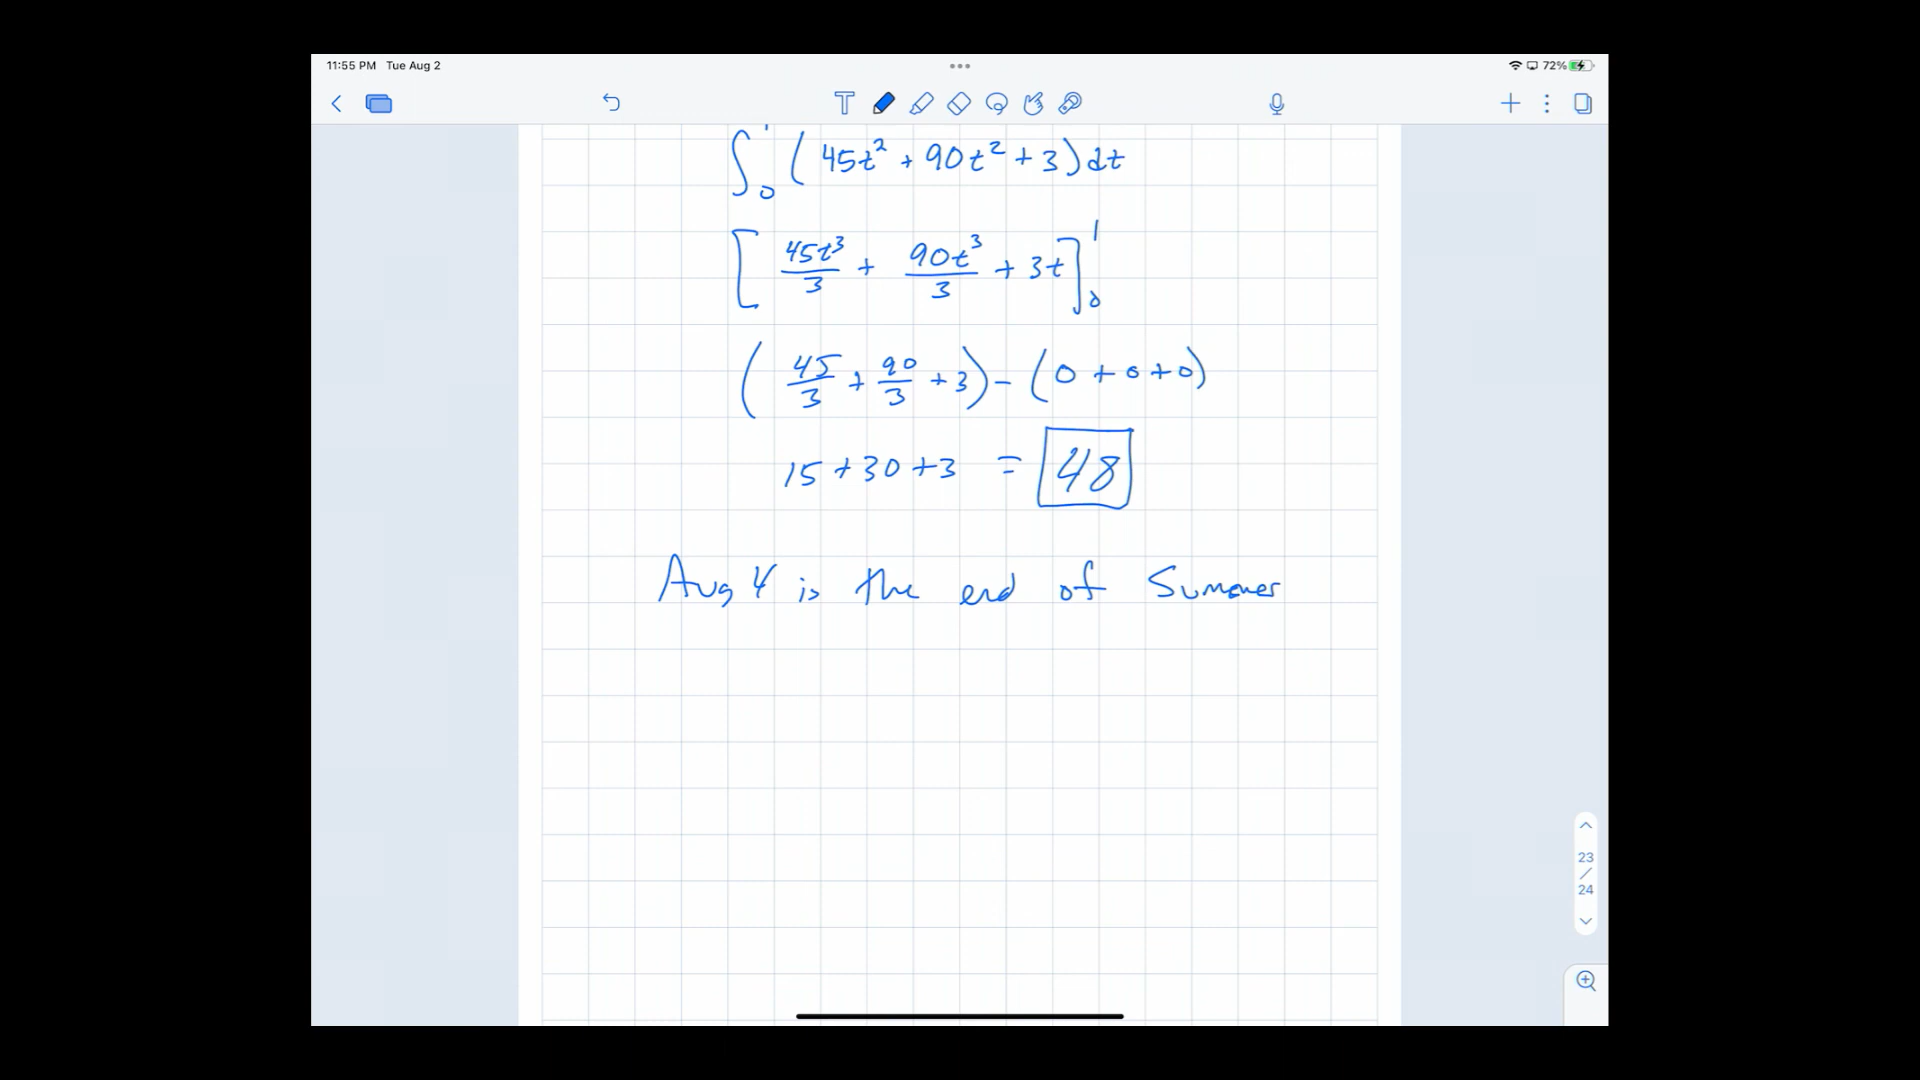 11:55 PM Tue Aug 2
72%
∫₀¹ (45t² + 90t² + 3) dt
[45t³/3 + 90t³/3 + 3t]₀¹
(45/3 + 90/3 + 3) - (0 + 0 + 0)
15 + 30 + 3 = 48
Aug 4 is the end of Summer
23
/
24